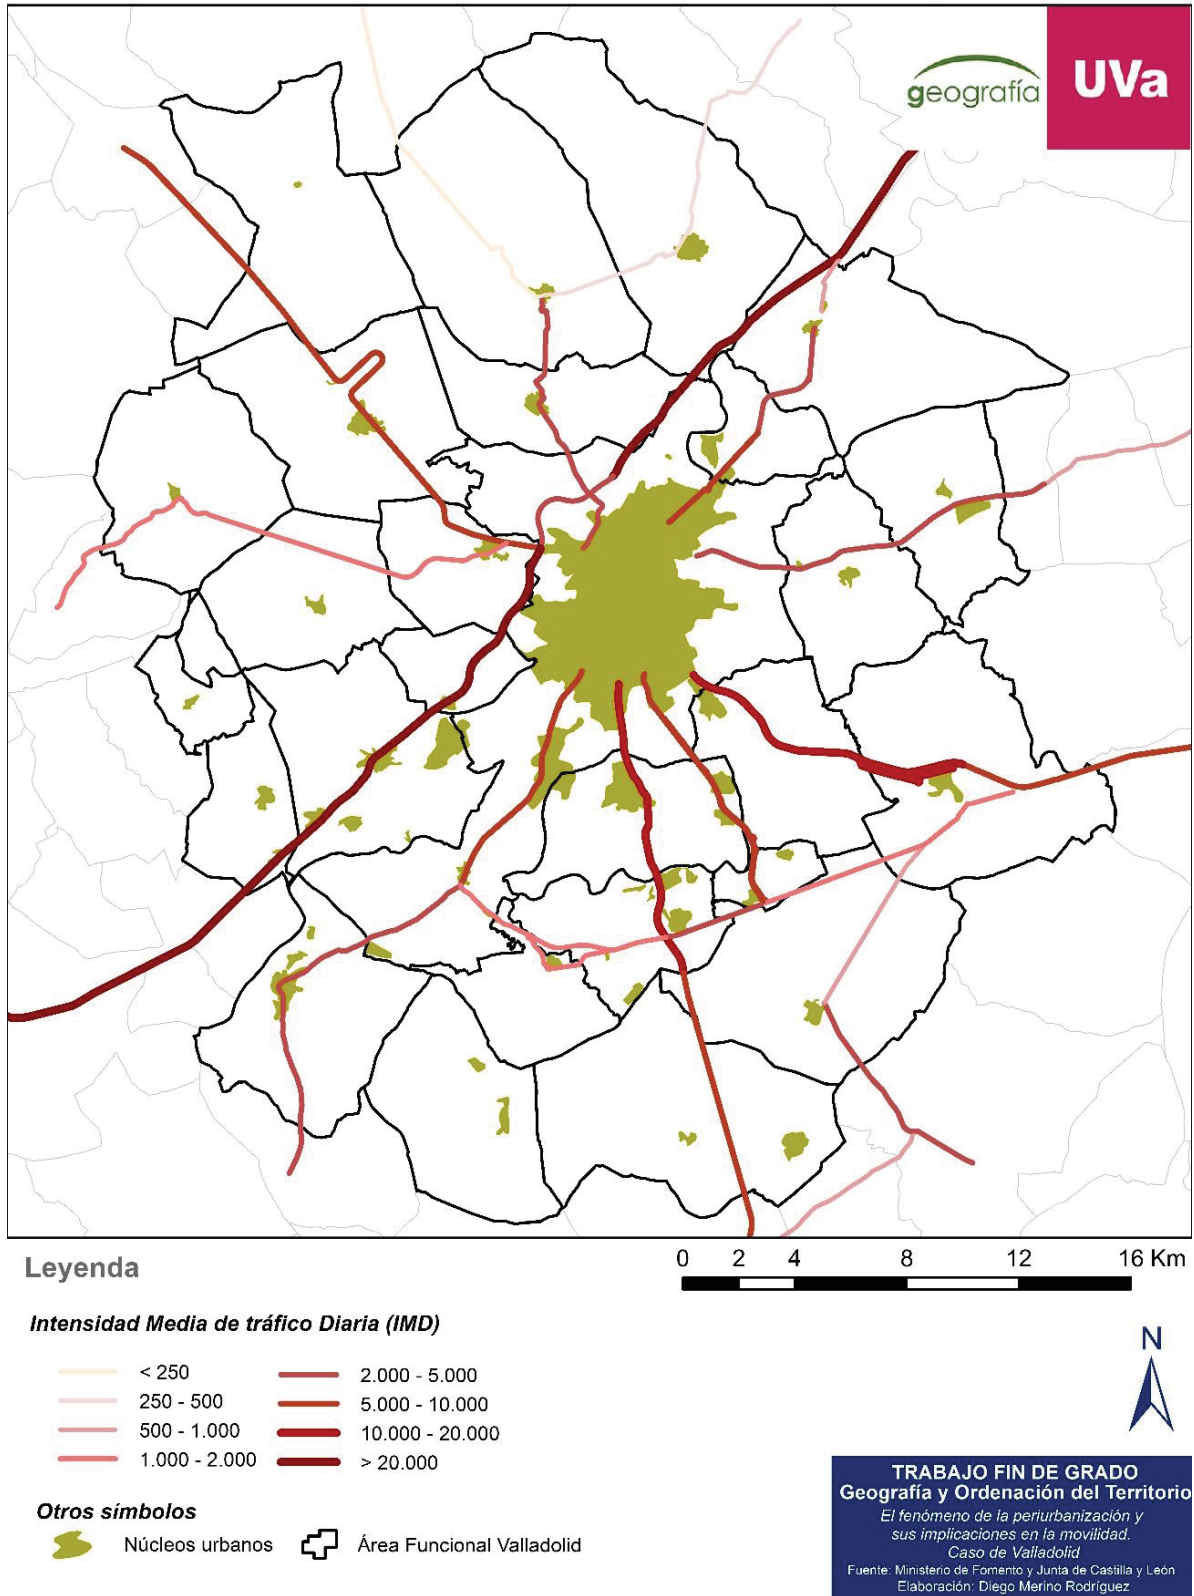 geografía
UVa
Leyenda
0 2 4 8 12 16 Km
Intensidad Media de tráfico Diaria (IMD)
< 250
250 - 500
500 - 1.000
1.000 - 2.000
2.000 - 5.000
5.000 - 10.000
10.000 - 20.000
> 20.000
N
Otros símbolos
Núcleos urbanos
Área Funcional Valladolid
TRABAJO FIN DE GRADO
Geografía y Ordenación del Territorio
El fenómeno de la periurbanización y
sus implicaciones en la movilidad.
Caso de Valladolid
Fuente: Ministerio de Fomento y Junta de Castilla y León
Elaboración: Diego Merino Rodríguez